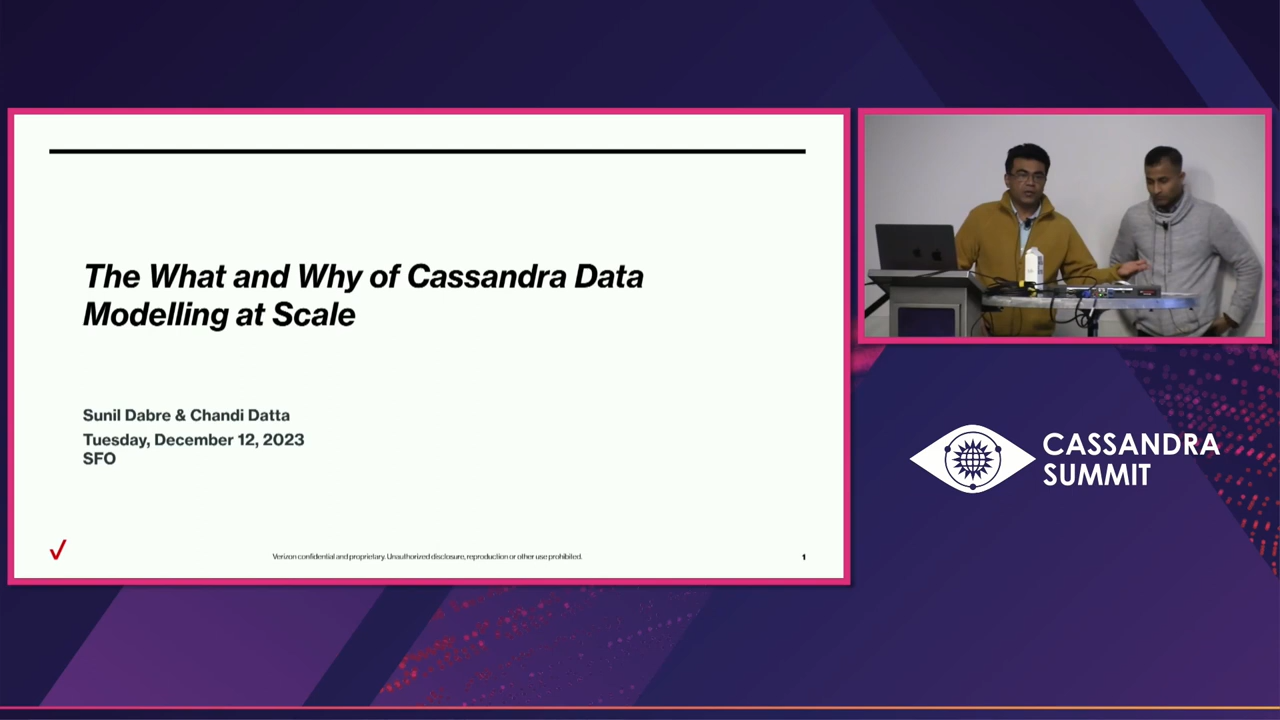 The What and Why of Cassandra Data
Modelling at Scale
Sunil Dabre & Chandi Datta
Tuesday, December 12, 2023
SFO
Verizon confidential and proprietary. Unauthorized disclosure, reproduction or other use prohibited.
1
CASSANDRA
SUMMIT